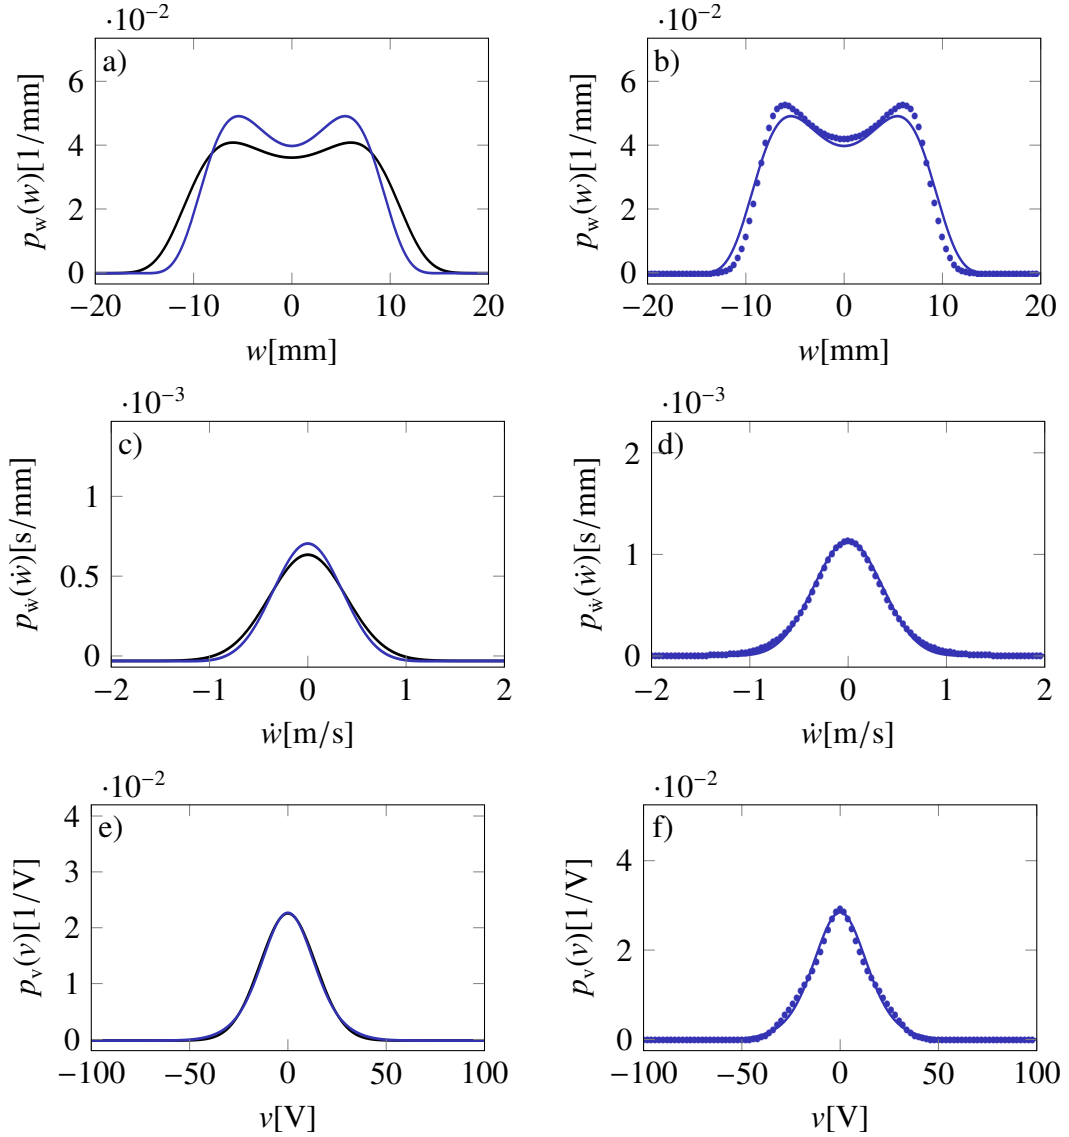 ·10⁻²
a)
p_w(w)[1/mm]
6
4
2
0
−20 −10 0 10 20
w[mm]
·10⁻²
b)
p_w(w)[1/mm]
6
4
2
0
−20 −10 0 10 20
w[mm]
·10⁻³
c)
p_ẇ(ẇ)[s/mm]
1
0.5
0
−2 −1 0 1 2
ẇ[m/s]
·10⁻³
d)
p_ẇ(ẇ)[s/mm]
2
1
0
−2 −1 0 1 2
ẇ[m/s]
·10⁻²
e)
p_v(v)[1/V]
4
3
2
1
0
−100 −50 0 50 100
v[V]
·10⁻²
f)
p_v(v)[1/V]
4
2
0
−100 −50 0 50 100
v[V]